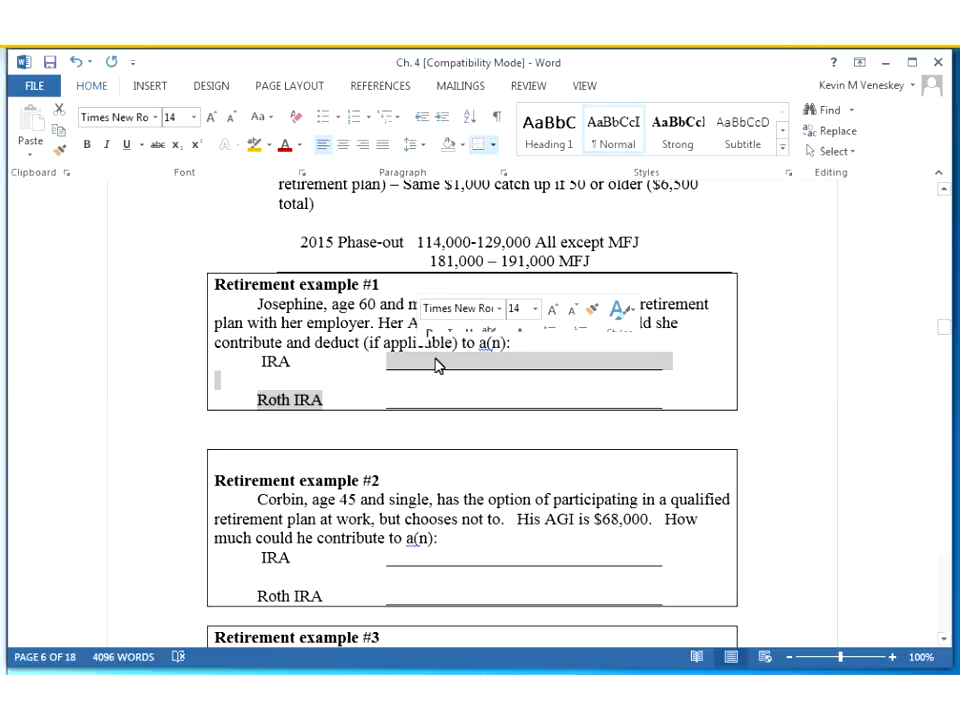 Ch. 4 [Compatibility Mode] - Word
FILE HOME INSERT DESIGN PAGE LAYOUT REFERENCES MAILINGS REVIEW VIEW Kevin M Veneskey
Times New Ro 14 Aa AaBbC AaBbCcI AaBbCcI AaBbCcD Find
Replace
Paste B I U abc x₂ x² A A Heading 1 ¶ Normal Strong Subtitle Select
Clipboard Font Paragraph Styles Editing
retirement plan) – Same $1,000 catch up if 50 or older ($6,500
total)
2015 Phase-out 114,000-129,000 All except MFJ
181,000 – 191,000 MFJ
Retirement example #1
Josephine, age 60 and retirement
Times New Roi 14
plan with her employer. Her she
contribute and deduct (if applicable) to a(n):
IRA
Roth IRA
Retirement example #2
Corbin, age 45 and single, has the option of participating in a qualified
retirement plan at work, but chooses not to. His AGI is $68,000. How
much could he contribute to a(n):
IRA
Roth IRA
Retirement example #3
PAGE 6 OF 18 4096 WORDS 100%